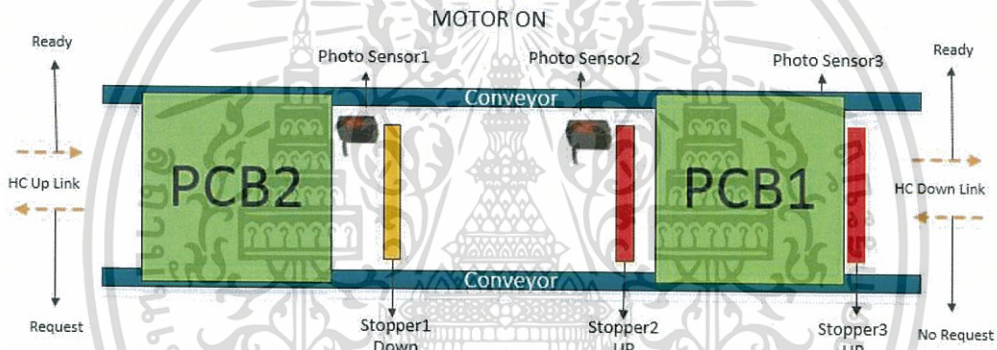 MOTOR ON
Ready
Photo Sensor1
Photo Sensor2
Photo Sensor3
Ready
Conveyor
HC Up Link
PCB2
PCB1
HC Down Link
Conveyor
Request
Stopper1
Down
Stopper2
UP
Stopper3
UP
No Request